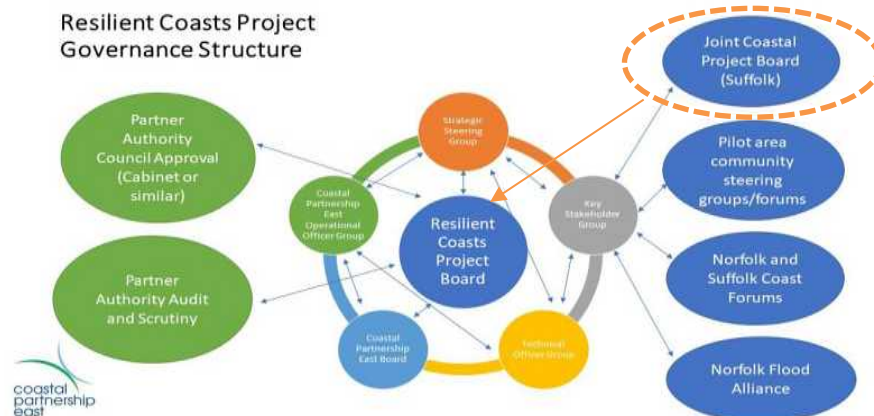 Resilient Coasts Project
Governance Structure
Partner
Authority
Council Approval
(Cabinet or
similar)
Partner
Authority Audit
and Scrutiny
Strategic
Steering
Group
Coastal
Partnership
East
Operational
Officer Group
Resilient
Coasts
Project
Board
Key
Stakeholder
Group
Coastal
Partnership
East Board
Technical
Officer Group
Joint Coastal
Project Board
(Suffolk)
Pilot area
community
steering
groups/forums
Norfolk and
Suffolk Coast
Forums
Norfolk Flood
Alliance
coastal
partnership
east